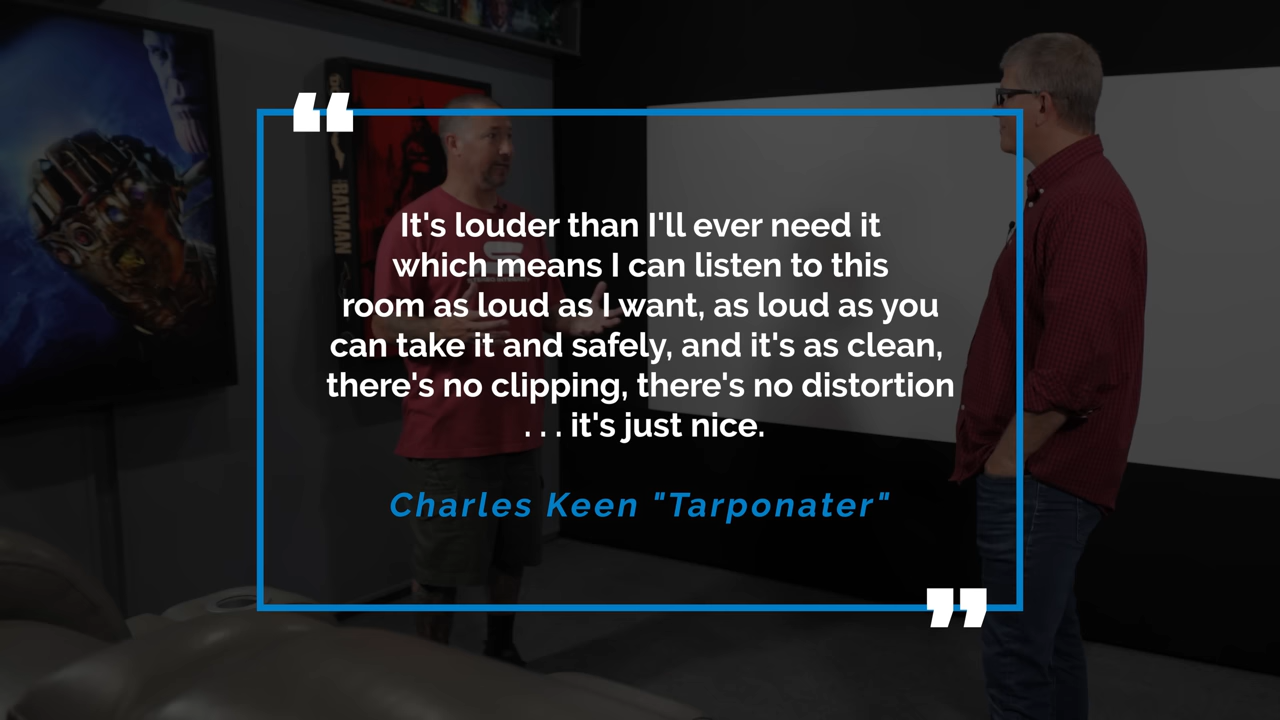 “
It's louder than I'll ever need it
which means I can listen to this
room as loud as I want, as loud as you
can take it and safely, and it's as clean,
there's no clipping, there's no distortion
. . . it's just nice.
Charles Keen "Tarponater"
”
BATMAN